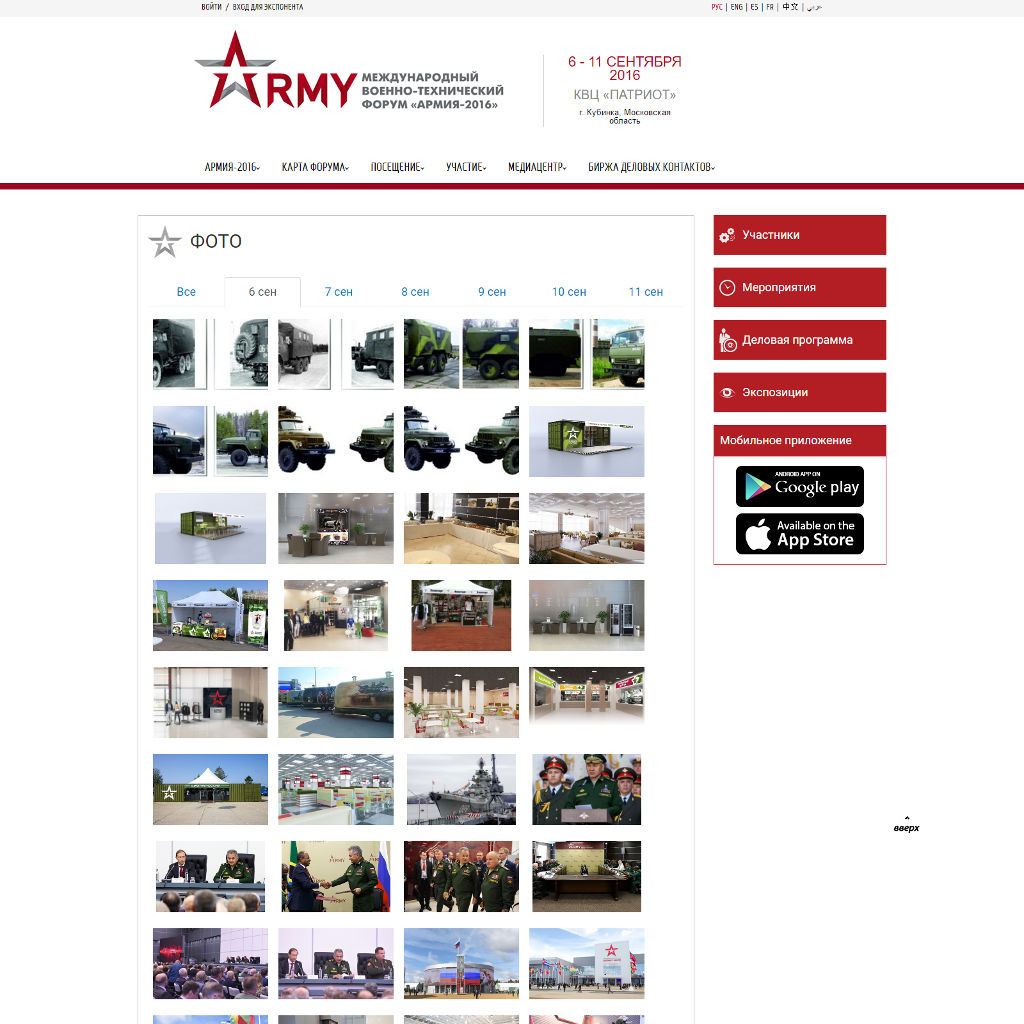 ВОЙТИ / ВХОД ДЛЯ ЭКСПОНЕНТА
РУС | ENG | ES | FR | 中文 | عربي
ARMY
МЕЖДУНАРОДНЫЙ
ВОЕННО-ТЕХНИЧЕСКИЙ
ФОРУМ «АРМИЯ-2016»
6 - 11 СЕНТЯБРЯ
2016
КВЦ «ПАТРИОТ»
г. Кубинка, Московская
область
АРМИЯ-2016
КАРТА ФОРУМА
ПОСЕЩЕНИЕ
УЧАСТИЕ
МЕДИАЦЕНТР
БИРЖА ДЕЛОВЫХ КОНТАКТОВ
ФОТО
Все
6 сен
7 сен
8 сен
9 сен
10 сен
11 сен
Участники
Мероприятия
Деловая программа
Экспозиции
Мобильное приложение
ANDROID APP ON
Google play
Available on the
App Store
вверх